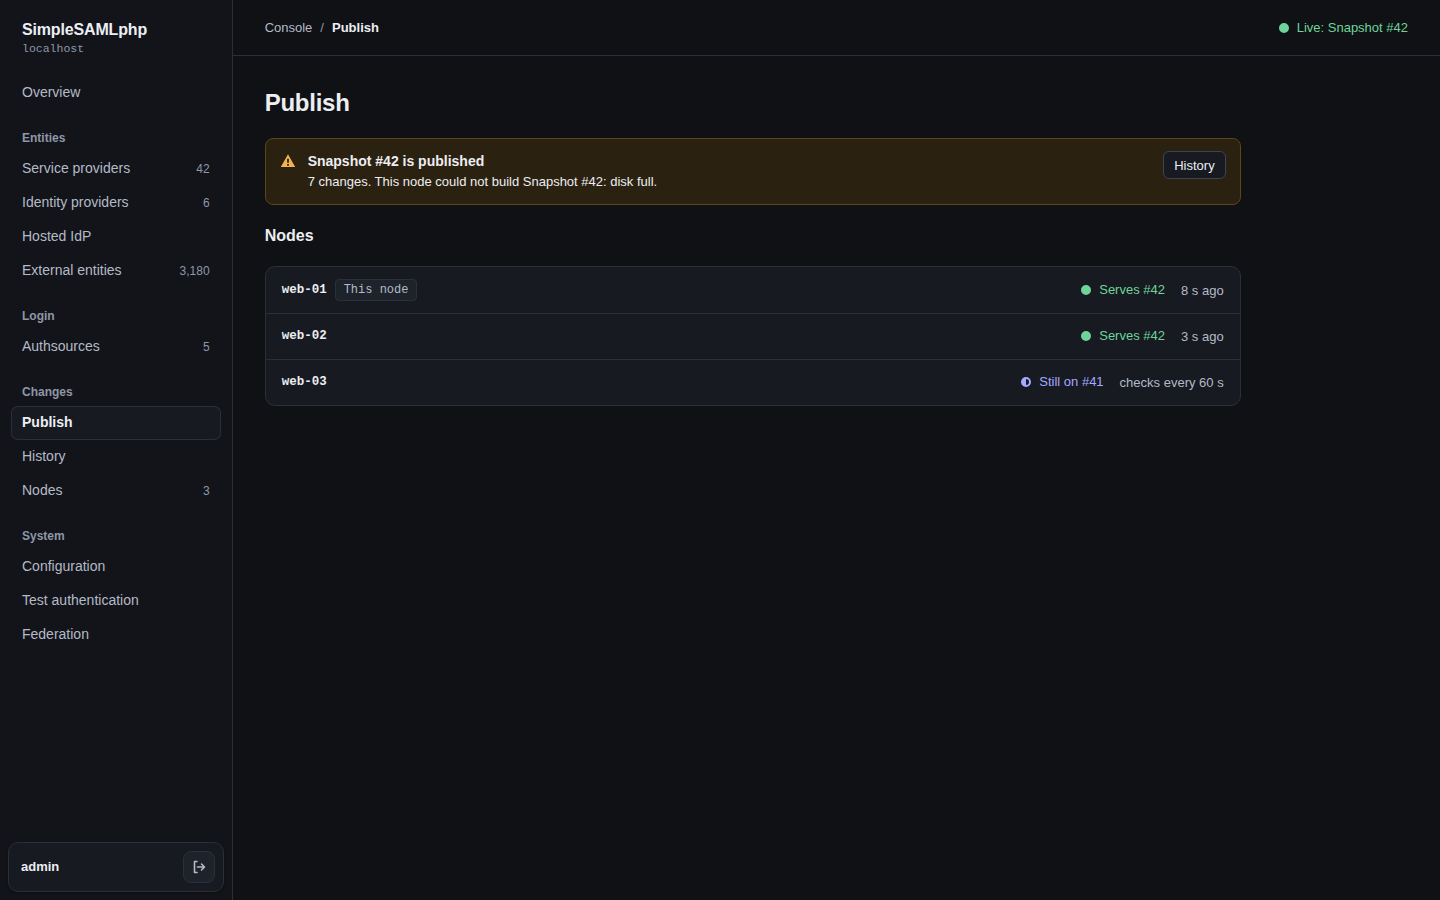 SimpleSAMLphp
localhost
Overview
Entities
Service providers 42
Identity providers 6
Hosted IdP
External entities 3,180
Login
Authsources 5
Changes
Publish
History
Nodes 3
System
Configuration
Test authentication
Federation
admin
Console / Publish
Live: Snapshot #42
Publish
Snapshot #42 is published
7 changes. This node could not build Snapshot #42: disk full.
History
Nodes
web-01 This node Serves #42 8 s ago
web-02 Serves #42 3 s ago
web-03 Still on #41 checks every 60 s